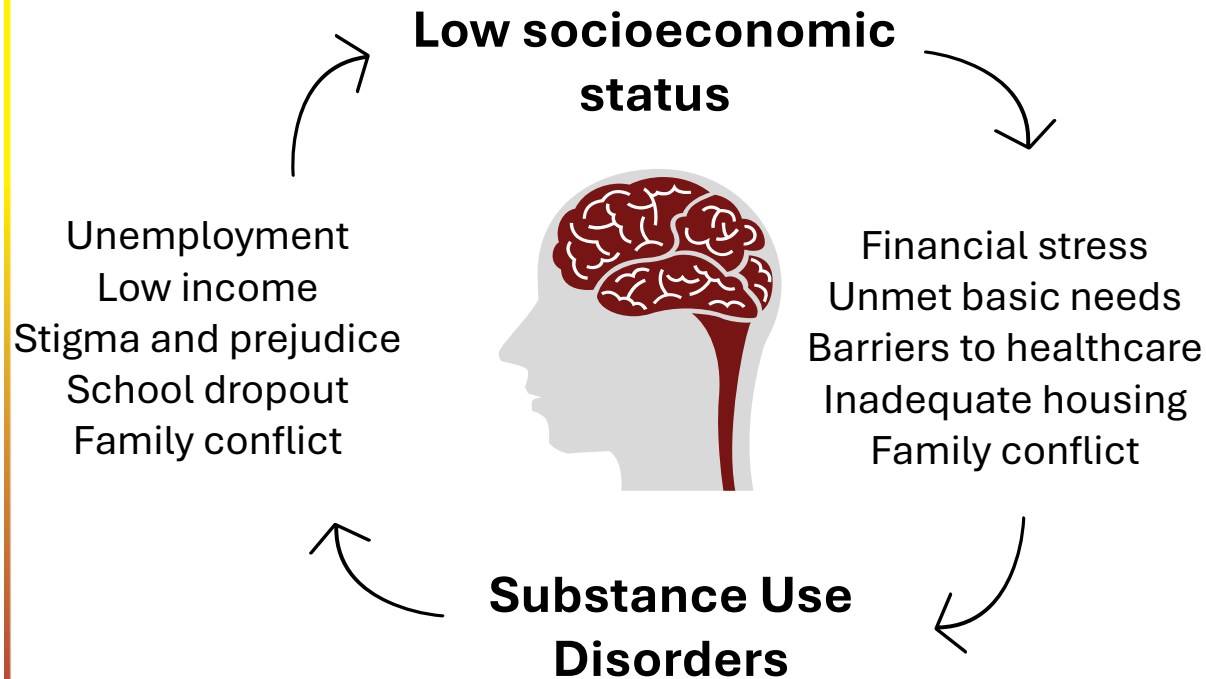 Low socioeconomic
status
Unemployment
Low income
Stigma and prejudice
School dropout
Family conflict
Financial stress
Unmet basic needs
Barriers to healthcare
Inadequate housing
Family conflict
Substance Use
Disorders